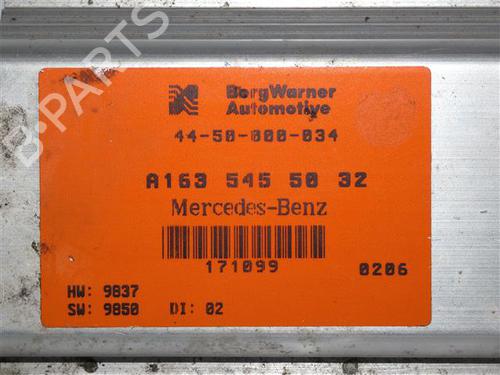 B-PARTS
BorgWarner
Automotive
44-50-000-034
A163 545 50 32
Mercedes-Benz
171099
0206
HW: 9837
SW: 9850 DI: 02